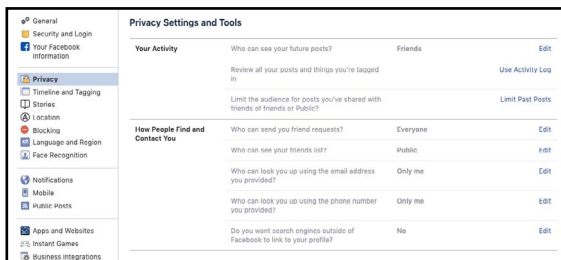 General
Security and Login
Your Facebook
Information
Privacy
Timeline and Tagging
Stories
Location
Blocking
Language and Region
Face Recognition
Notifications
Mobile
Public Posts
Apps and Websites
Instant Games
Business Integrations
Privacy Settings and Tools
Your Activity
Who can see your future posts? Friends Edit
Review all your posts and things you're tagged
in Use Activity Log
Limit the audience for posts you've shared with
friends of friends or Public? Limit Past Posts
How People Find and
Contact You
Who can send you friend requests? Everyone Edit
Who can see your friends list? Public Edit
Who can look you up using the email address
you provided? Only me Edit
Who can look you up using the phone number
you provided? Only me Edit
Do you want search engines outside of
Facebook to link to your profile? No Edit